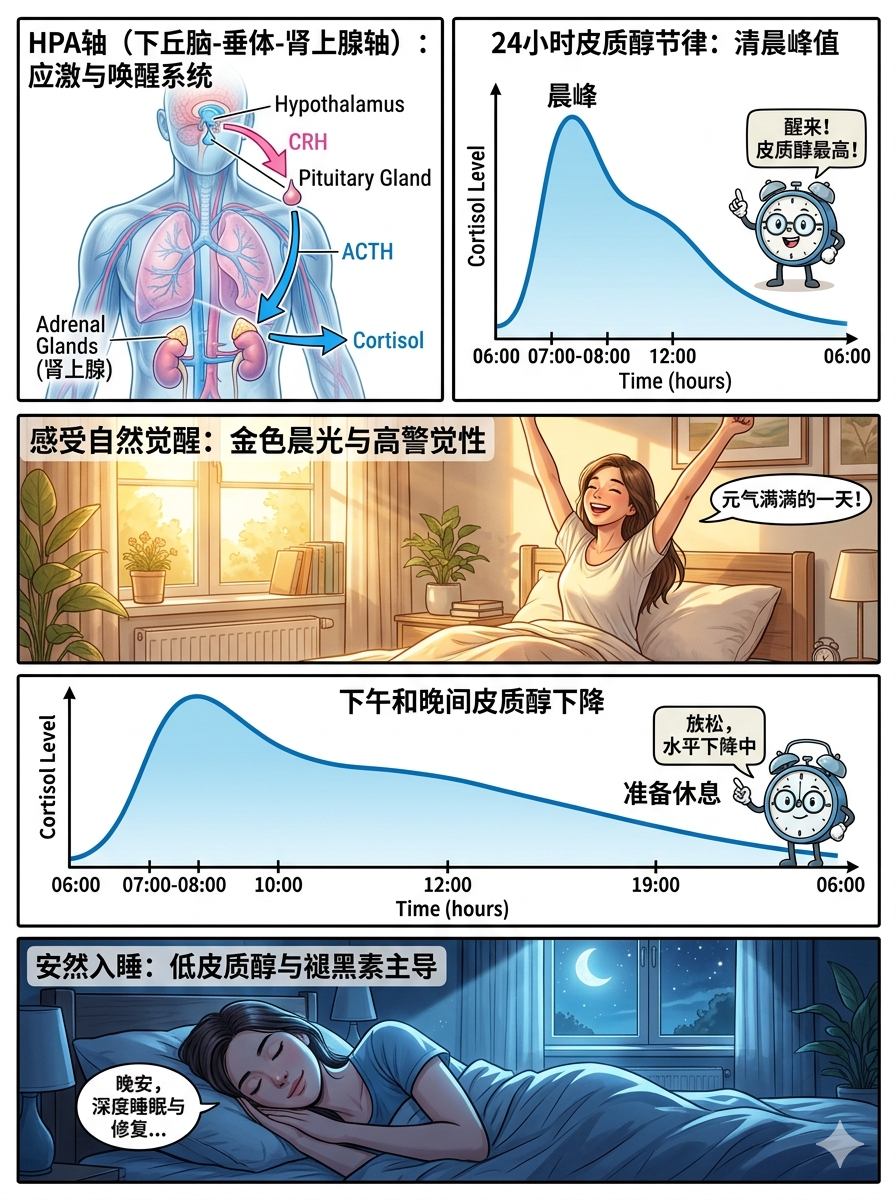 HPA轴（下丘脑-垂体-肾上腺轴）：
应激与唤醒系统
Hypothalamus
CRH
Pituitary Gland
ACTH
Adrenal
Glands
(肾上腺)
Cortisol
24小时皮质醇节律：清晨峰值
晨峰
醒来！
皮质醇最高！
Cortisol Level
06:00 07:00-08:00 12:00 06:00
Time (hours)
感受自然觉醒：金色晨光与高警觉性
元气满满的一天！
下午和晚间皮质醇下降
放松，
水平下降中
准备休息
Cortisol Level
06:00 07:00-08:00 10:00 12:00 19:00 06:00
Time (hours)
安然入睡：低皮质醇与褪黑素主导
晚安，
深度睡眠与
修复...